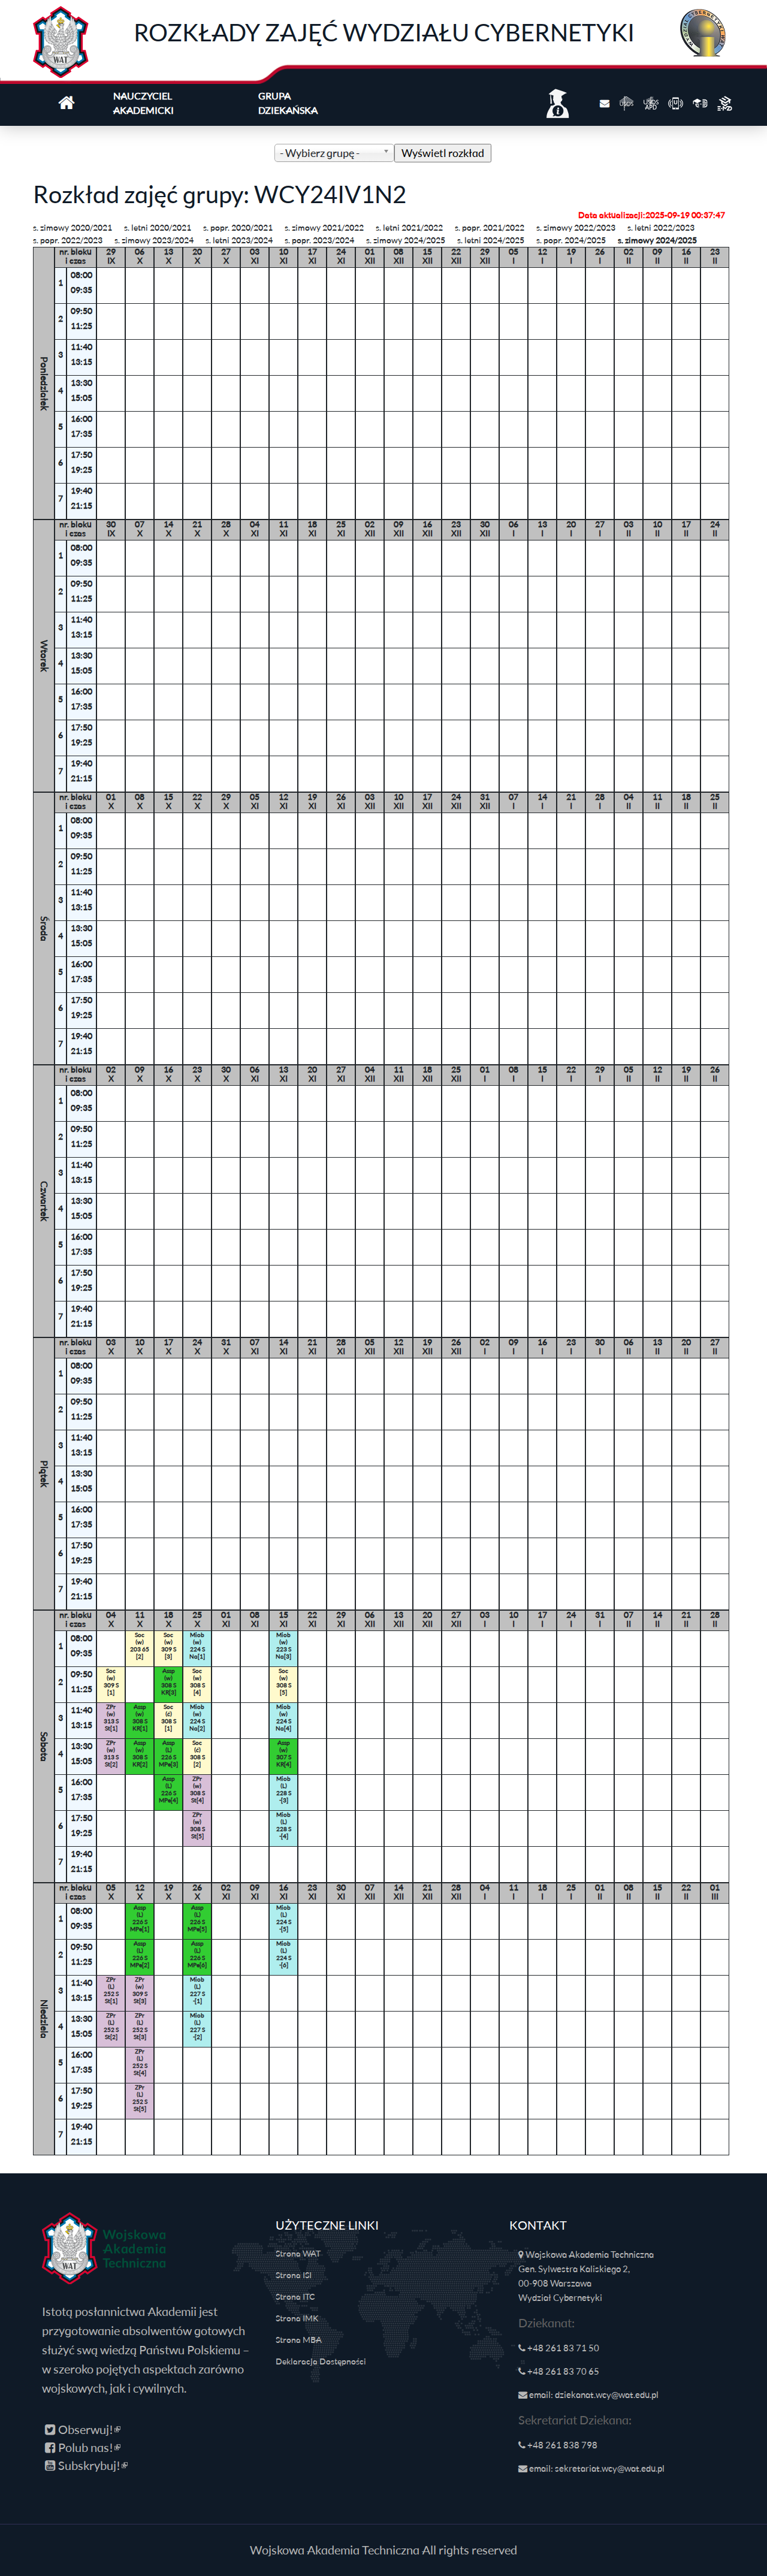 ROZKŁADY ZAJĘĆ WYDZIAŁU CYBERNETYKI
WAT
NAUCZYCIEL
AKADEMICKI
GRUPA
DZIEKAŃSKA
- Wybierz grupę -
Wyświetl rozkład
Rozkład zajęć grupy: WCY24IV1N2
Data aktualizacji:2025-09-19 00:37:47
s. zimowy 2020/2021 s. letni 2020/2021 s. popr. 2020/2021 s. zimowy 2021/2022 s. letni 2021/2022 s. popr. 2021/2022 s. zimowy 2022/2023 s. letni 2022/2023
s. popr. 2022/2023 s. zimowy 2023/2024 s. letni 2023/2024 s. popr. 2023/2024 s. zimowy 2024/2025 s. letni 2024/2025 s. popr. 2024/2025 s. zimowy 2024/2025
Poniedziałek
nr. bloku 29 06 13 20 27 03 10 17 24 01 08 15 22 29 05 12 19 26 02 09 16 23
i czas IX X X X X XI XI XI XI XII XII XII XII XII I I I I II II II II
1 08:00 09:35
2 09:50 11:25
3 11:40 13:15
4 13:30 15:05
5 16:00 17:35
6 17:50 19:25
7 19:40 21:15
Wtorek
nr. bloku 30 07 14 21 28 04 11 18 25 02 09 16 23 30 06 13 20 27 03 10 17 24
i czas IX X X X X XI XI XI XI XII XII XII XII XII I I I I II II II II
1 08:00 09:35
2 09:50 11:25
3 11:40 13:15
4 13:30 15:05
5 16:00 17:35
6 17:50 19:25
7 19:40 21:15
Środa
nr. bloku 01 08 15 22 29 05 12 19 26 03 10 17 24 31 07 14 21 28 04 11 18 25
i czas X X X X X XI XI XI XI XII XII XII XII XII I I I I II II II II
1 08:00 09:35
2 09:50 11:25
3 11:40 13:15
4 13:30 15:05
5 16:00 17:35
6 17:50 19:25
7 19:40 21:15
Czwartek
nr. bloku 02 09 16 23 30 06 13 20 27 04 11 18 25 01 08 15 22 29 05 12 19 26
i czas X X X X X XI XI XI XI XII XII XII XII I I I I I II II II II
1 08:00 09:35
2 09:50 11:25
3 11:40 13:15
4 13:30 15:05
5 16:00 17:35
6 17:50 19:25
7 19:40 21:15
Piątek
nr. bloku 03 10 17 24 31 07 14 21 28 05 12 19 26 02 09 16 23 30 06 13 20 27
i czas X X X X X XI XI XI XI XII XII XII XII I I I I I II II II II
1 08:00 09:35
2 09:50 11:25
3 11:40 13:15
4 13:30 15:05
5 16:00 17:35
6 17:50 19:25
7 19:40 21:15
Sobota
nr. bloku 04 11 18 25 01 08 15 22 29 06 13 20 27 03 10 17 24 31 07 14 21 28
i czas X X X X XI XI XI XI XI XII XII XII XII I I I I I II II II II
1 08:00 09:35 Soc (w) 203 65 [2] Soc (w) 309 S [3] Miob (w) 224 S Na[1] Miob (w) 223 S Na[3]
2 09:50 11:25 Soc (w) 309 S [1] Assp (w) 308 S KR[3] Soc (w) 308 S [4] Soc (w) 308 S [5]
3 11:40 13:15 ZPr (w) 313 S St[1] Assp (w) 308 S KR[1] Soc (ć) 308 S [1] Miob (w) 224 S Na[2] Miob (w) 224 S Na[4]
4 13:30 15:05 ZPr (w) 313 S St[2] Assp (w) 308 S KR[2] Assp (L) 226 S MPe[3] Soc (ć) 308 S [2] Assp (w) 307 S KR[4]
5 16:00 17:35 Assp (L) 226 S MPe[4] ZPr (w) 308 S St[4] Miob (L) 228 S -[3]
6 17:50 19:25 ZPr (w) 308 S St[5] Miob (L) 228 S -[4]
7 19:40 21:15
Niedziela
nr. bloku 05 12 19 26 02 09 16 23 30 07 14 21 28 04 11 18 25 01 08 15 22 01
i czas X X X X XI XI XI XI XI XII XII XII XII I I I I II II II II III
1 08:00 09:35 Assp (L) 226 S MPe[1] Assp (L) 226 S MPe[5] Miob (L) 224 S -[5]
2 09:50 11:25 Assp (L) 226 S MPe[2] Assp (L) 226 S MPe[6] Miob (L) 224 S -[6]
3 11:40 13:15 ZPr (L) 252 S St[1] ZPr (w) 309 S St[3] Miob (L) 227 S -[1]
4 13:30 15:05 ZPr (L) 252 S St[2] ZPr (L) 252 S St[3] Miob (L) 227 S -[2]
5 16:00 17:35 ZPr (L) 252 S St[4]
6 17:50 19:25 ZPr (L) 252 S St[5]
7 19:40 21:15
WAT
Wojskowa
Akademia
Techniczna
Istotą posłannictwa Akademii jest
przygotowanie absolwentów gotowych
służyć swą wiedzą Państwu Polskiemu –
w szeroko pojętych aspektach zarówno
wojskowych, jak i cywilnych.
Obserwuj!
Polub nas!
Subskrybuj!
UŻYTECZNE LINKI
Strona WAT
Strona ISI
Strona ITC
Strona IMK
Strona MBA
Deklaracja Dostępności
KONTAKT
Wojskowa Akademia Techniczna
Gen. Sylwestra Kaliskiego 2,
00-908 Warszawa
Wydział Cybernetyki
Dziekanat:
+48 261 83 71 50
+48 261 83 70 65
email: dziekanat.wcy@wat.edu.pl
Sekretariat Dziekana:
+48 261 838 798
email: sekretariat.wcy@wat.edu.pl
Wojskowa Akademia Techniczna All rights reserved